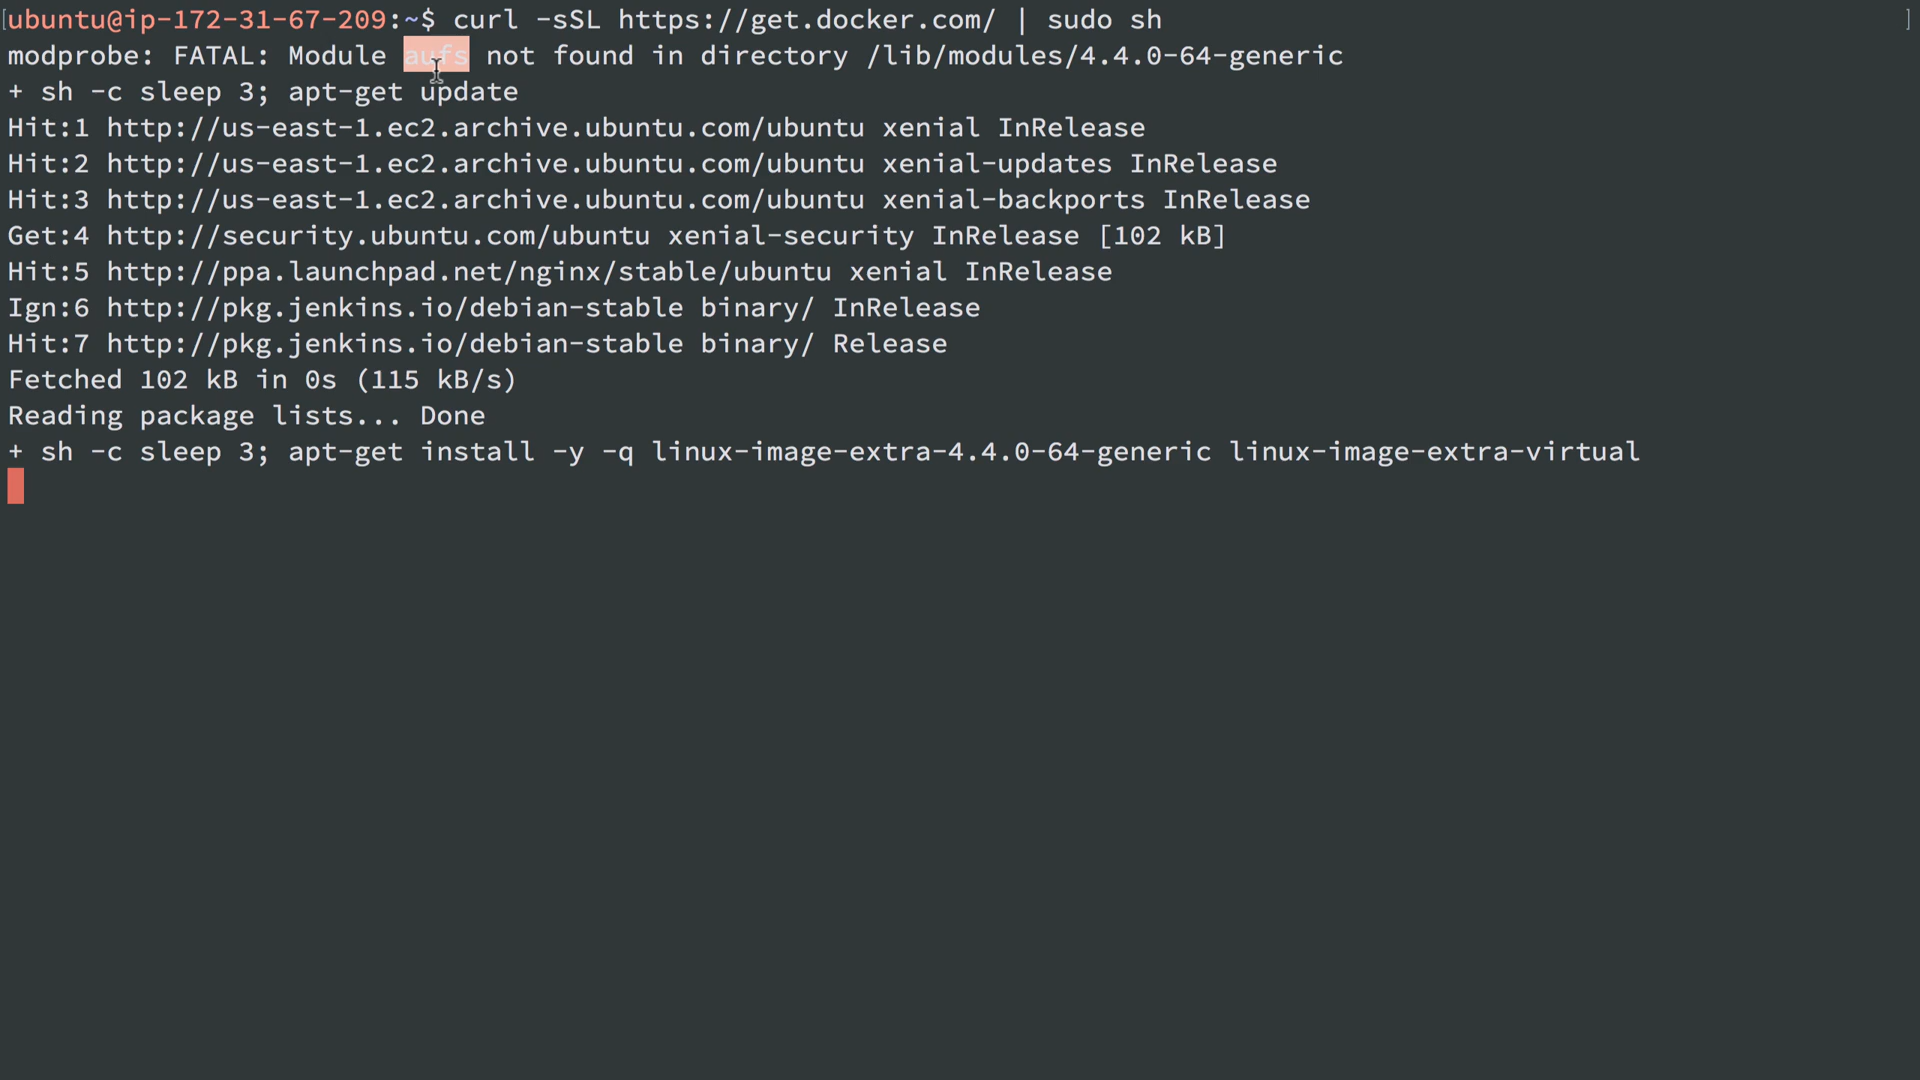 [ubuntu@ip-172-31-67-209:~$ curl -sSL https://get.docker.com/ | sudo sh ]
modprobe: FATAL: Module aufs not found in directory /lib/modules/4.4.0-64-generic
+ sh -c sleep 3; apt-get update
Hit:1 http://us-east-1.ec2.archive.ubuntu.com/ubuntu xenial InRelease
Hit:2 http://us-east-1.ec2.archive.ubuntu.com/ubuntu xenial-updates InRelease
Hit:3 http://us-east-1.ec2.archive.ubuntu.com/ubuntu xenial-backports InRelease
Get:4 http://security.ubuntu.com/ubuntu xenial-security InRelease [102 kB]
Hit:5 http://ppa.launchpad.net/nginx/stable/ubuntu xenial InRelease
Ign:6 http://pkg.jenkins.io/debian-stable binary/ InRelease
Hit:7 http://pkg.jenkins.io/debian-stable binary/ Release
Fetched 102 kB in 0s (115 kB/s)
Reading package lists... Done
+ sh -c sleep 3; apt-get install -y -q linux-image-extra-4.4.0-64-generic linux-image-extra-virtual